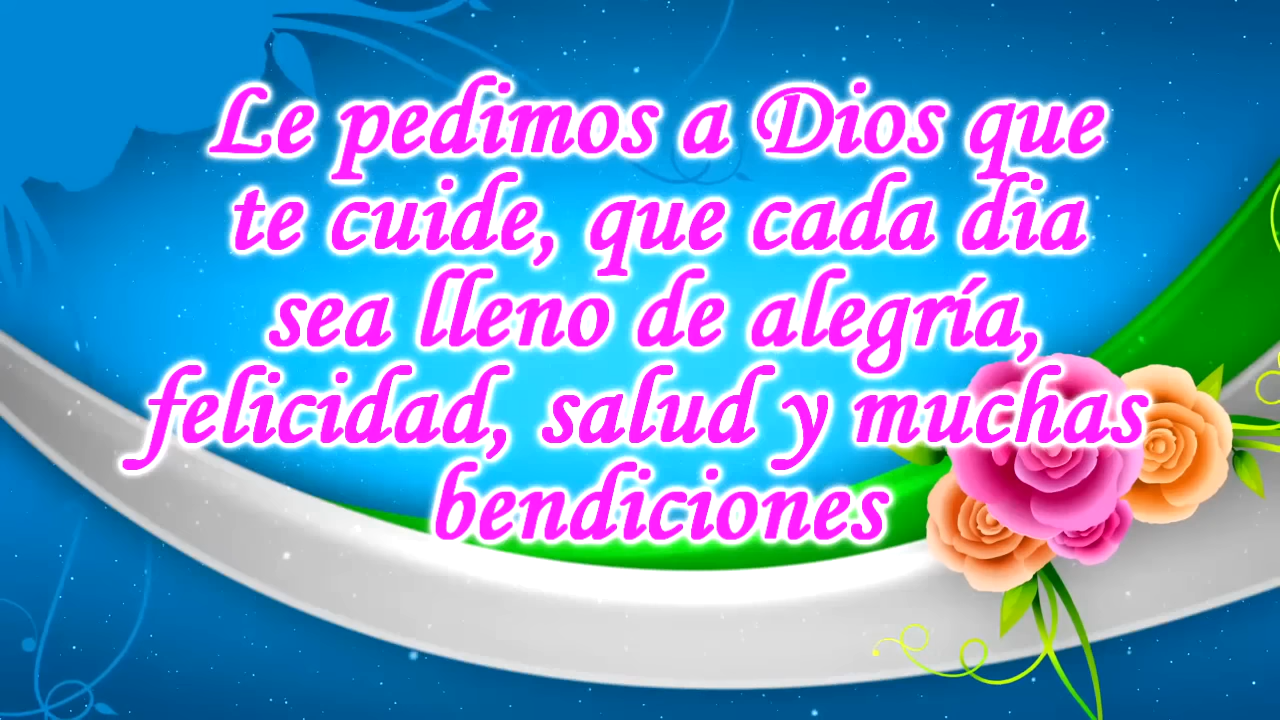 Le pedimos a Dios que
te cuide, que cada dia
sea lleno de alegría,
felicidad, salud y muchas
bendiciones